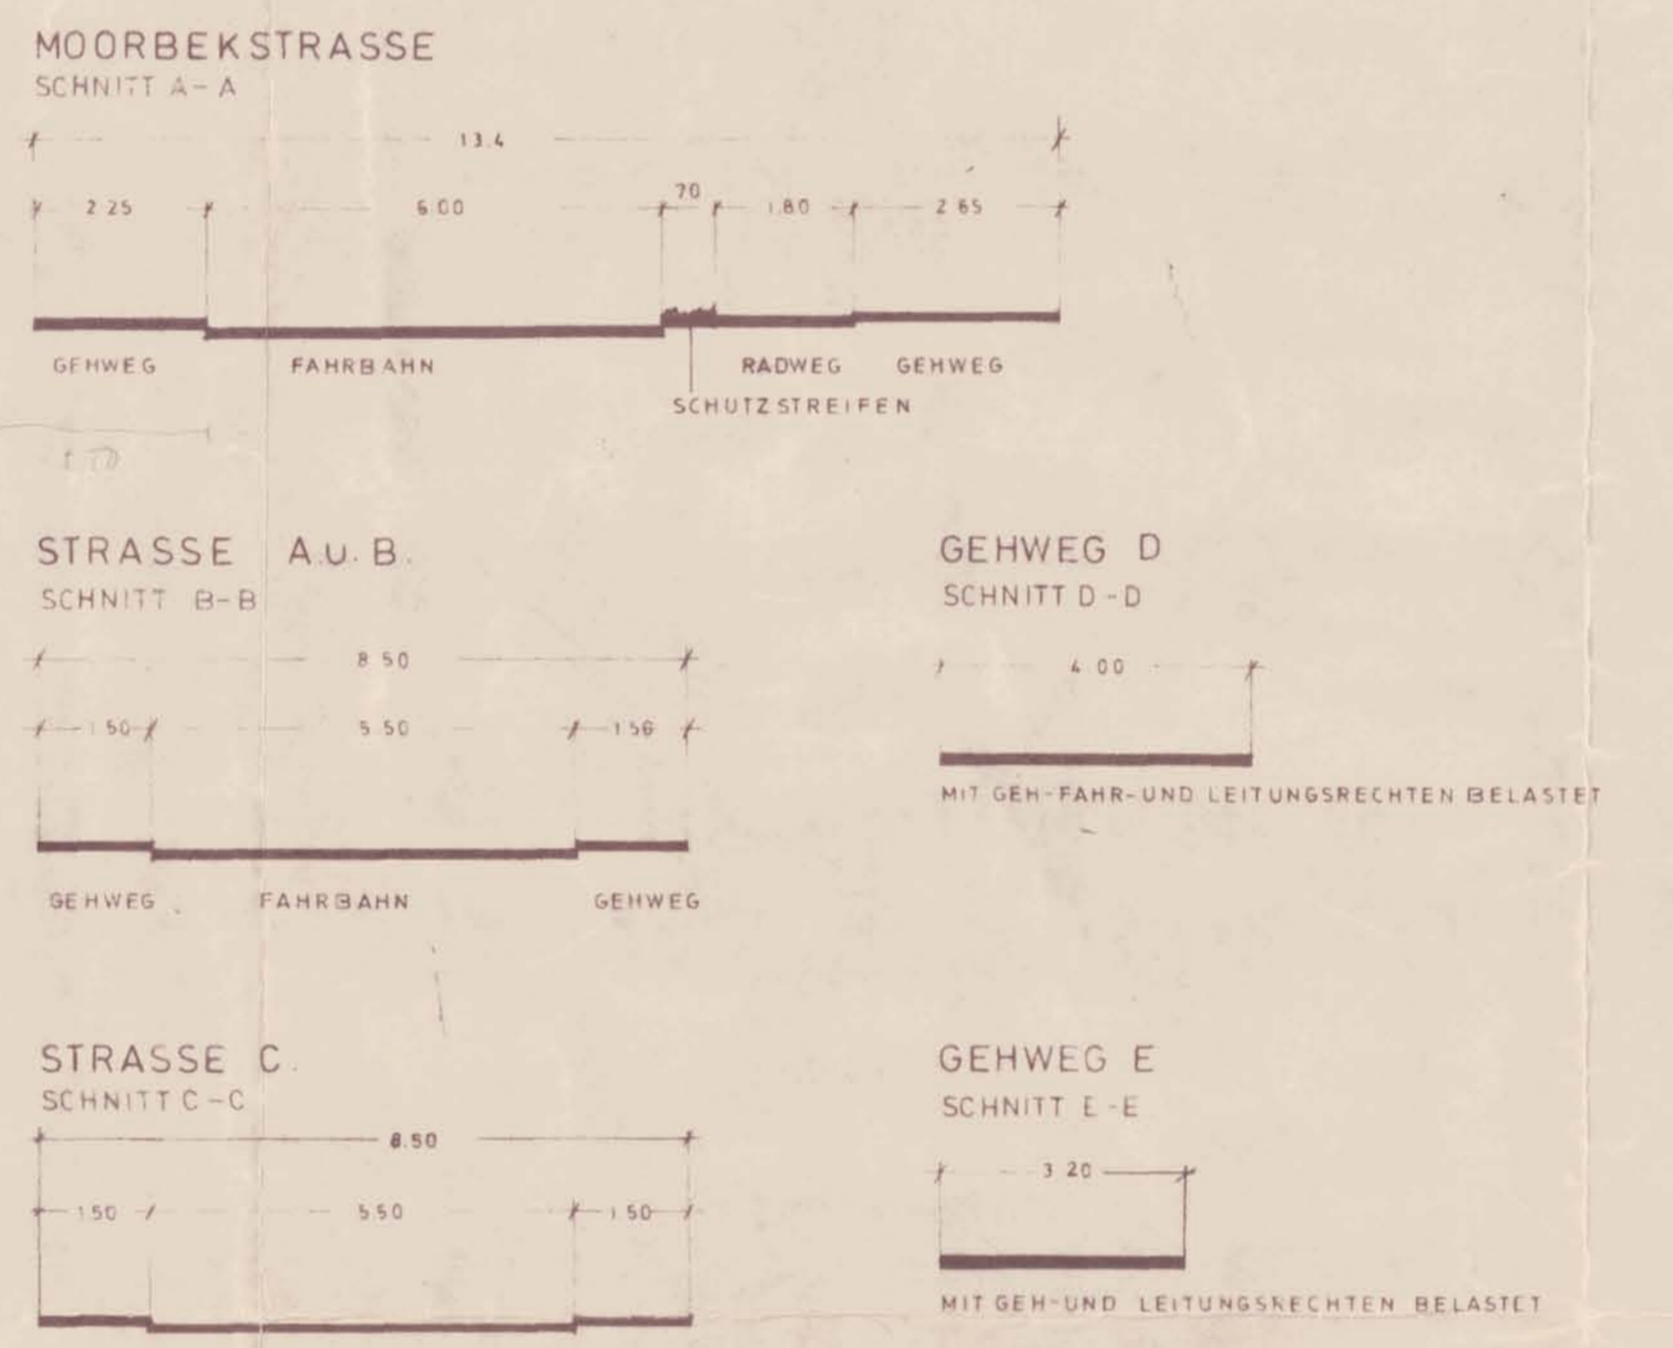 MOORBEKSTRASSE
SCHNITT A-A
13.4
2 25 6 00 70 1.80 2 65
GEHWEG FAHRBAHN RADWEG GEHWEG
SCHUTZSTREIFEN
STRASSE A.u.B.
SCHNITT B-B
8 50
1 50 5 50 1 50
GEHWEG FAHRBAHN GEHWEG
GEHWEG D
SCHNITT D-D
4 00
MIT GEH-FAHR-UND LEITUNGSRECHTEN BELASTET
STRASSE C.
SCHNITT C-C
8.50
1 50 5 50 1 50
GEHWEG E
SCHNITT E-E
3 20
MIT GEH-UND LEITUNGSRECHTEN BELASTET